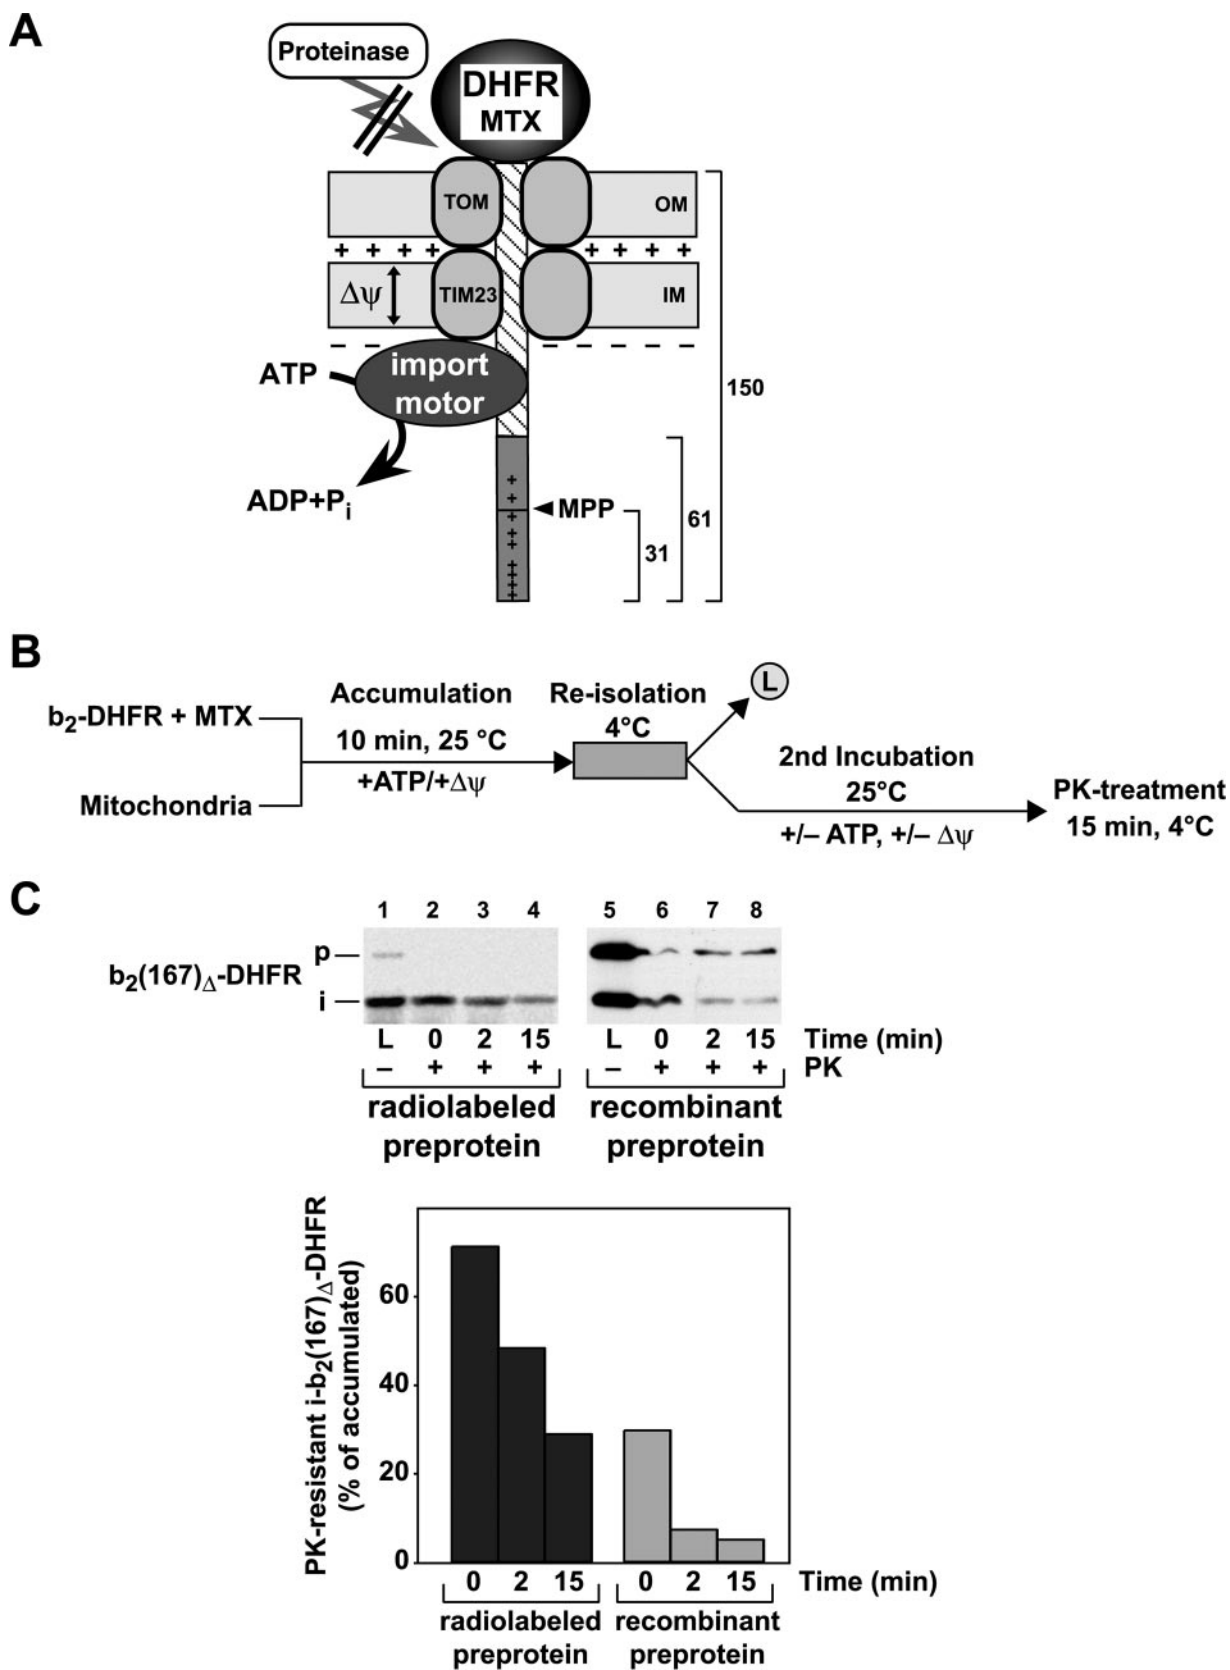 A
Proteinase
DHFR
MTX
TOM
OM
+ + + +
+ + + +
Δψ
TIM23
IM
– –
– – – – –
ATP
import
motor
150
ADP+Pi
MPP
61
31
B
b2-DHFR + MTX
Mitochondria
Accumulation
10 min, 25 °C
+ATP/+Δψ
Re-isolation
4°C
L
2nd Incubation
25°C
+/– ATP, +/– Δψ
PK-treatment
15 min, 4°C
C
1 2 3 4 5 6 7 8
b2(167)Δ-DHFR
p
i
L 0 2 15 L 0 2 15 Time (min)
– + + + – + + + PK
radiolabeled
preprotein
recombinant
preprotein
PK-resistant i-b2(167)Δ-DHFR
(% of accumulated)
60
40
20
0
0 2 15 0 2 15 Time (min)
radiolabeled
preprotein
recombinant
preprotein